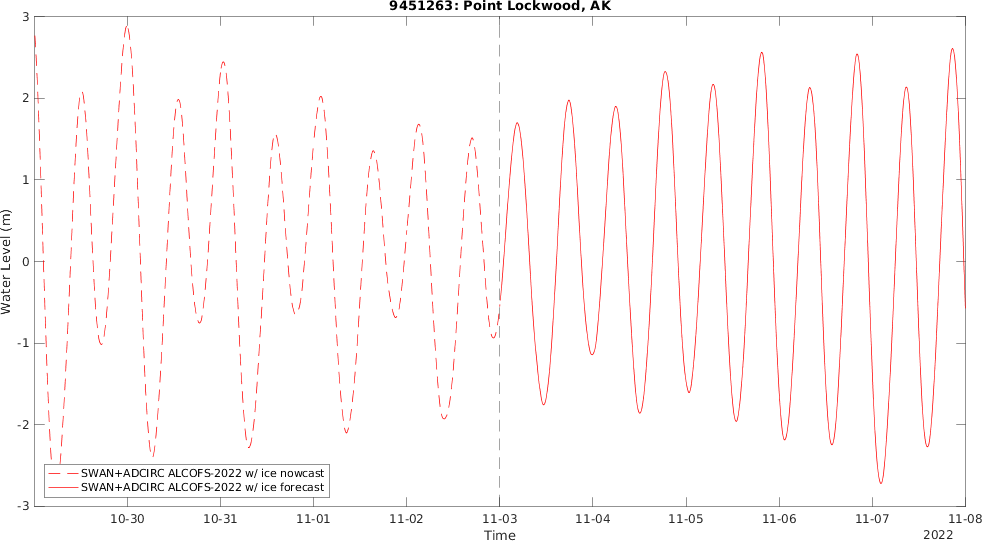 9451263: Point Lockwood, AK
3
2
1
0
-1
-2
-3
Water Level (m)
SWAN+ADCIRC ALCOFS-2022 w/ ice nowcast
SWAN+ADCIRC ALCOFS-2022 w/ ice forecast
10-30 10-31 11-01 11-02 11-03 11-04 11-05 11-06 11-07 11-08
Time
2022